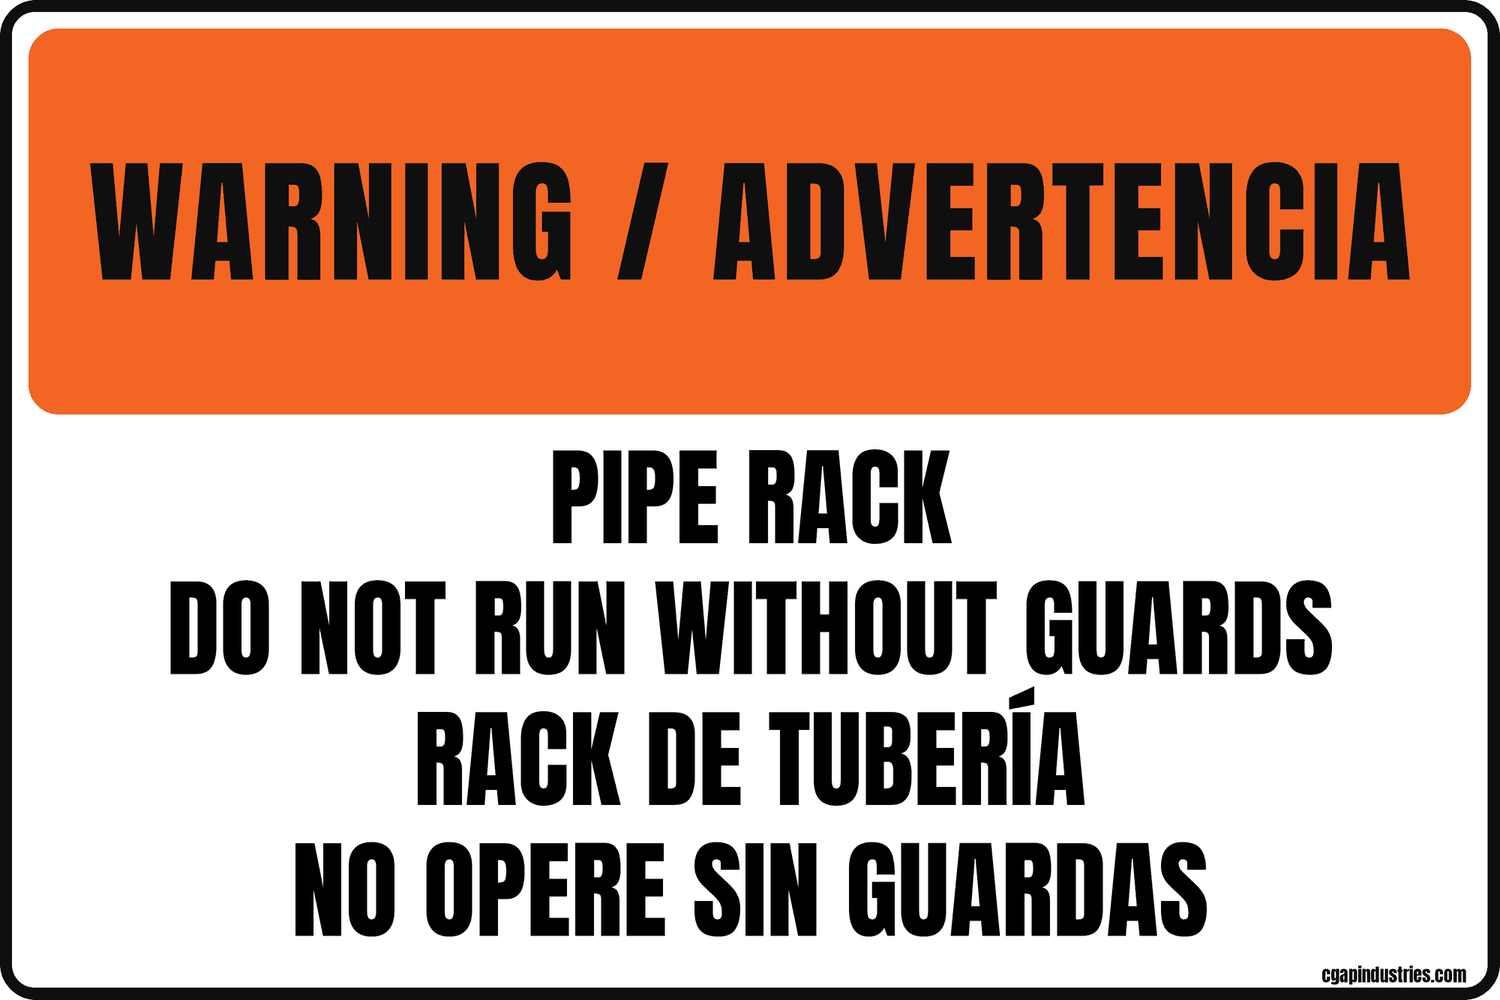 WARNING / ADVERTENCIA
PIPE RACK
DO NOT RUN WITHOUT GUARDS
RACK DE TUBERÍA
NO OPERE SIN GUARDAS
cgapindustries.com